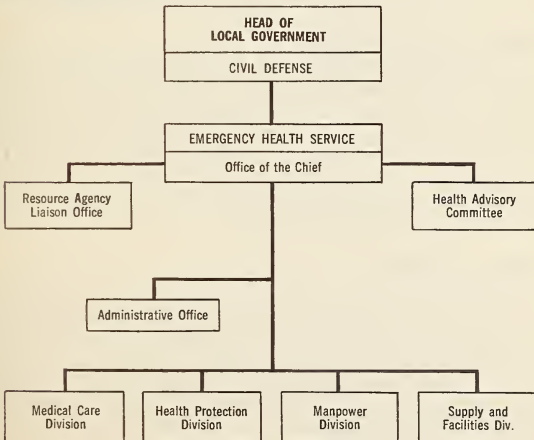 HEAD OF
LOCAL GOVERNMENT
CIVIL DEFENSE
EMERGENCY HEALTH SERVICE
Office of the Chief
Resource Agency
Liaison Office
Health Advisory
Committee
Administrative Office
Medical Care
Division
Health Protection
Division
Manpower
Division
Supply and
Facilities Div.